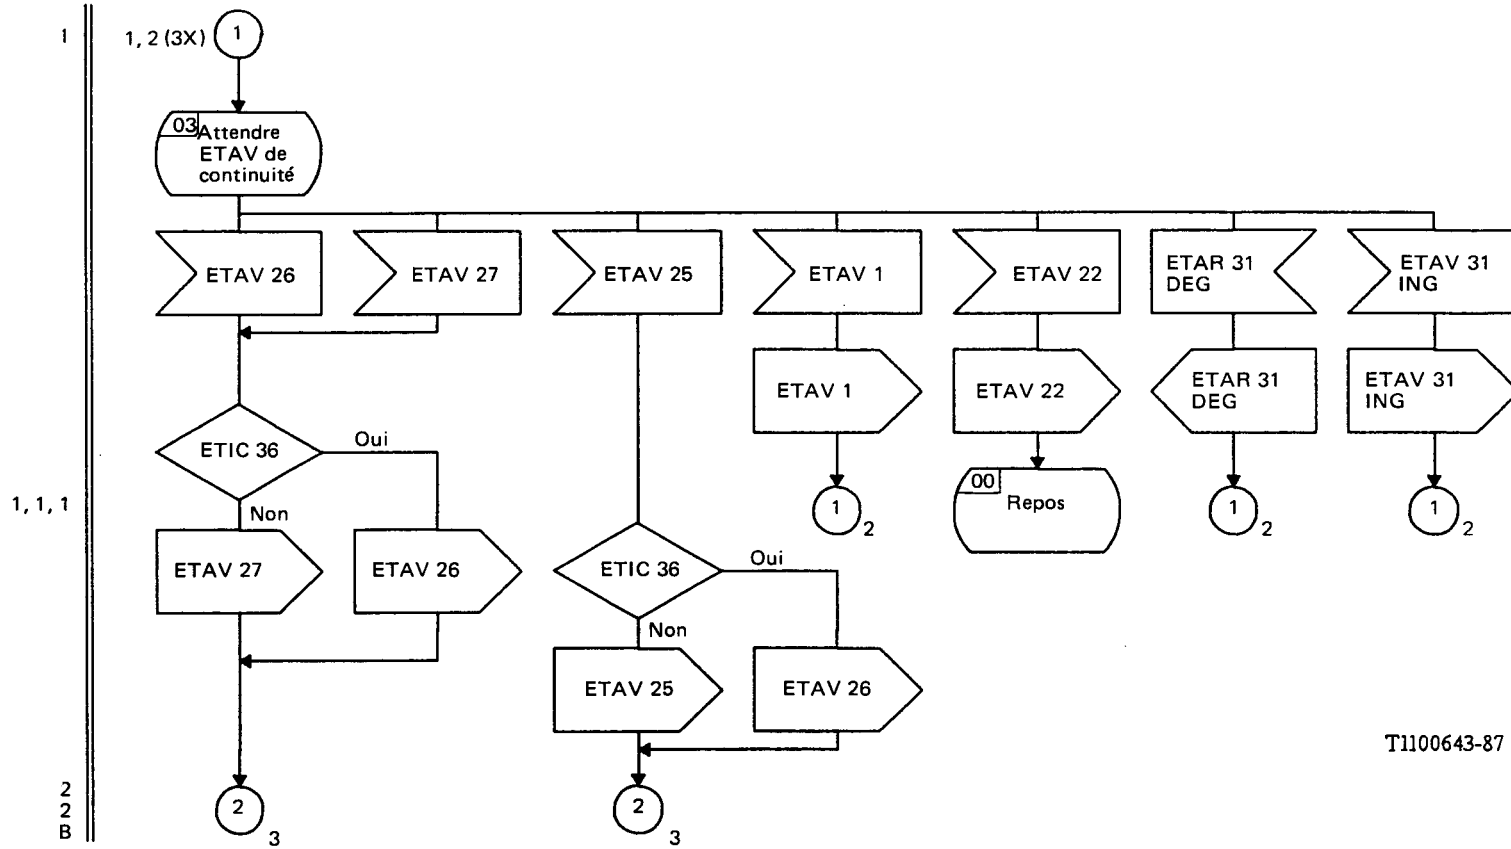 1
1, 2 (3X)
1
03
Attendre
ETAV de
continuité
ETAV 26
ETAV 27
ETAV 25
ETAV 1
ETAV 22
ETAR 31
DEG
ETAV 31
ING
ETAV 1
ETAV 22
ETAR 31
DEG
ETAV 31
ING
ETIC 36
Oui
Non
1, 1, 1
1
2
00
Repos
1
2
1
2
ETAV 27
ETAV 26
ETIC 36
Oui
Non
ETAV 25
ETAV 26
T1100643-87
2
2
B
2
3
2
3